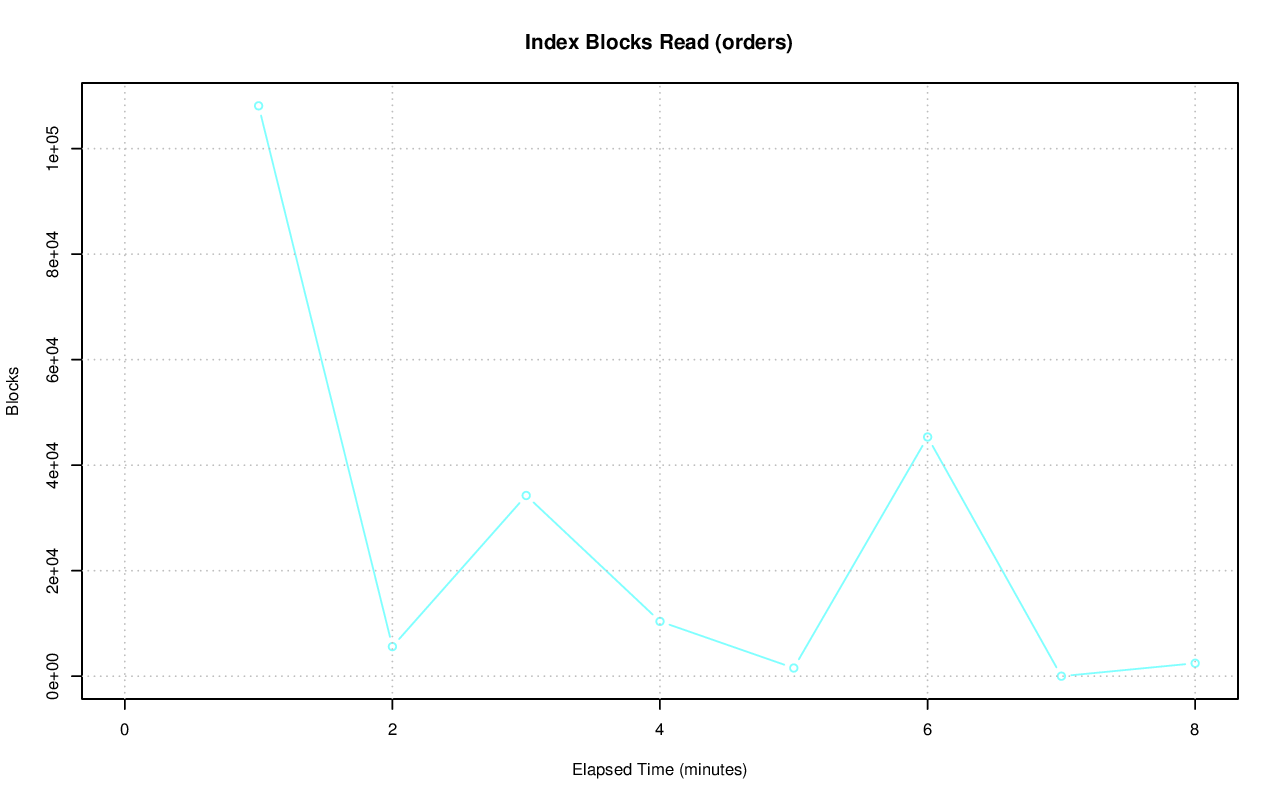 Index Blocks Read (orders)
Blocks
1e+05
8e+04
6e+04
4e+04
2e+04
0e+00
0 2 4 6 8
Elapsed Time (minutes)